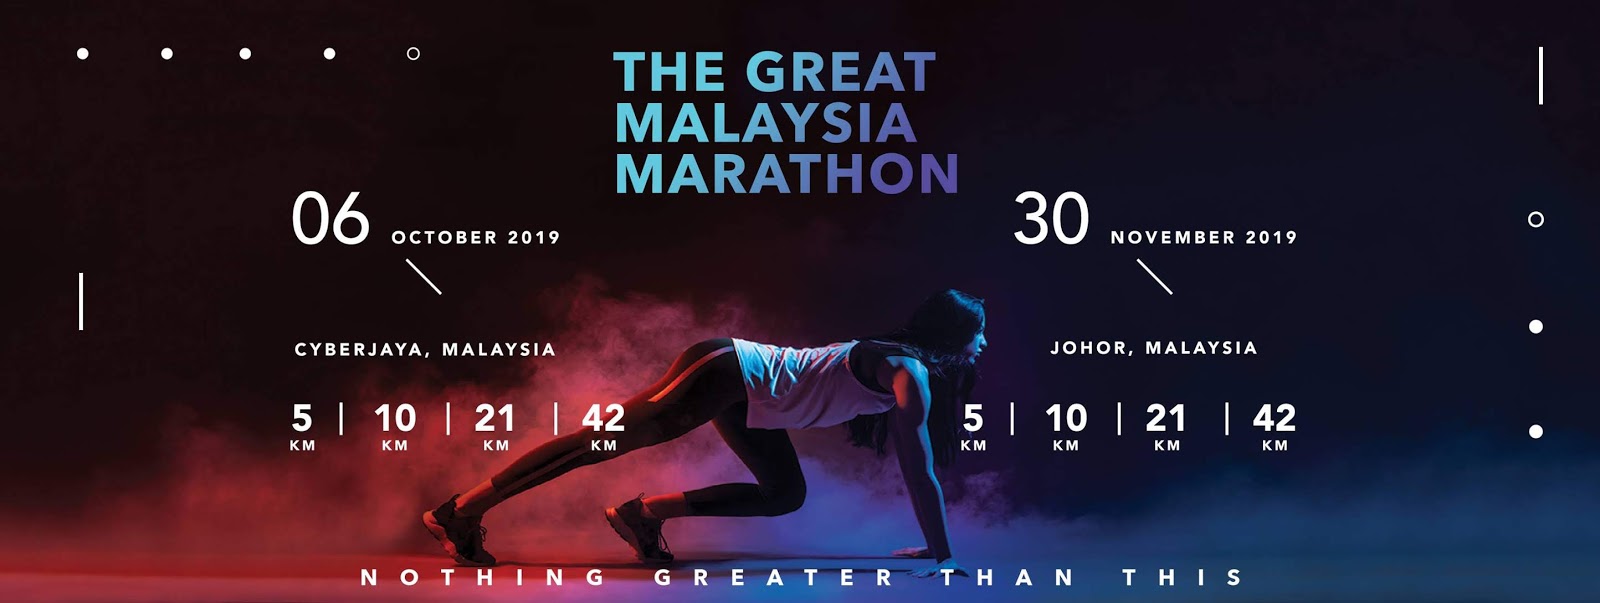 THE GREAT
MALAYSIA
MARATHON
06 OCTOBER 2019
CYBERJAYA, MALAYSIA
5 | 10 | 21 | 42
KM KM KM KM
30 NOVEMBER 2019
JOHOR, MALAYSIA
5 | 10 | 21 | 42
KM KM KM KM
NOTHING GREATER THAN THIS